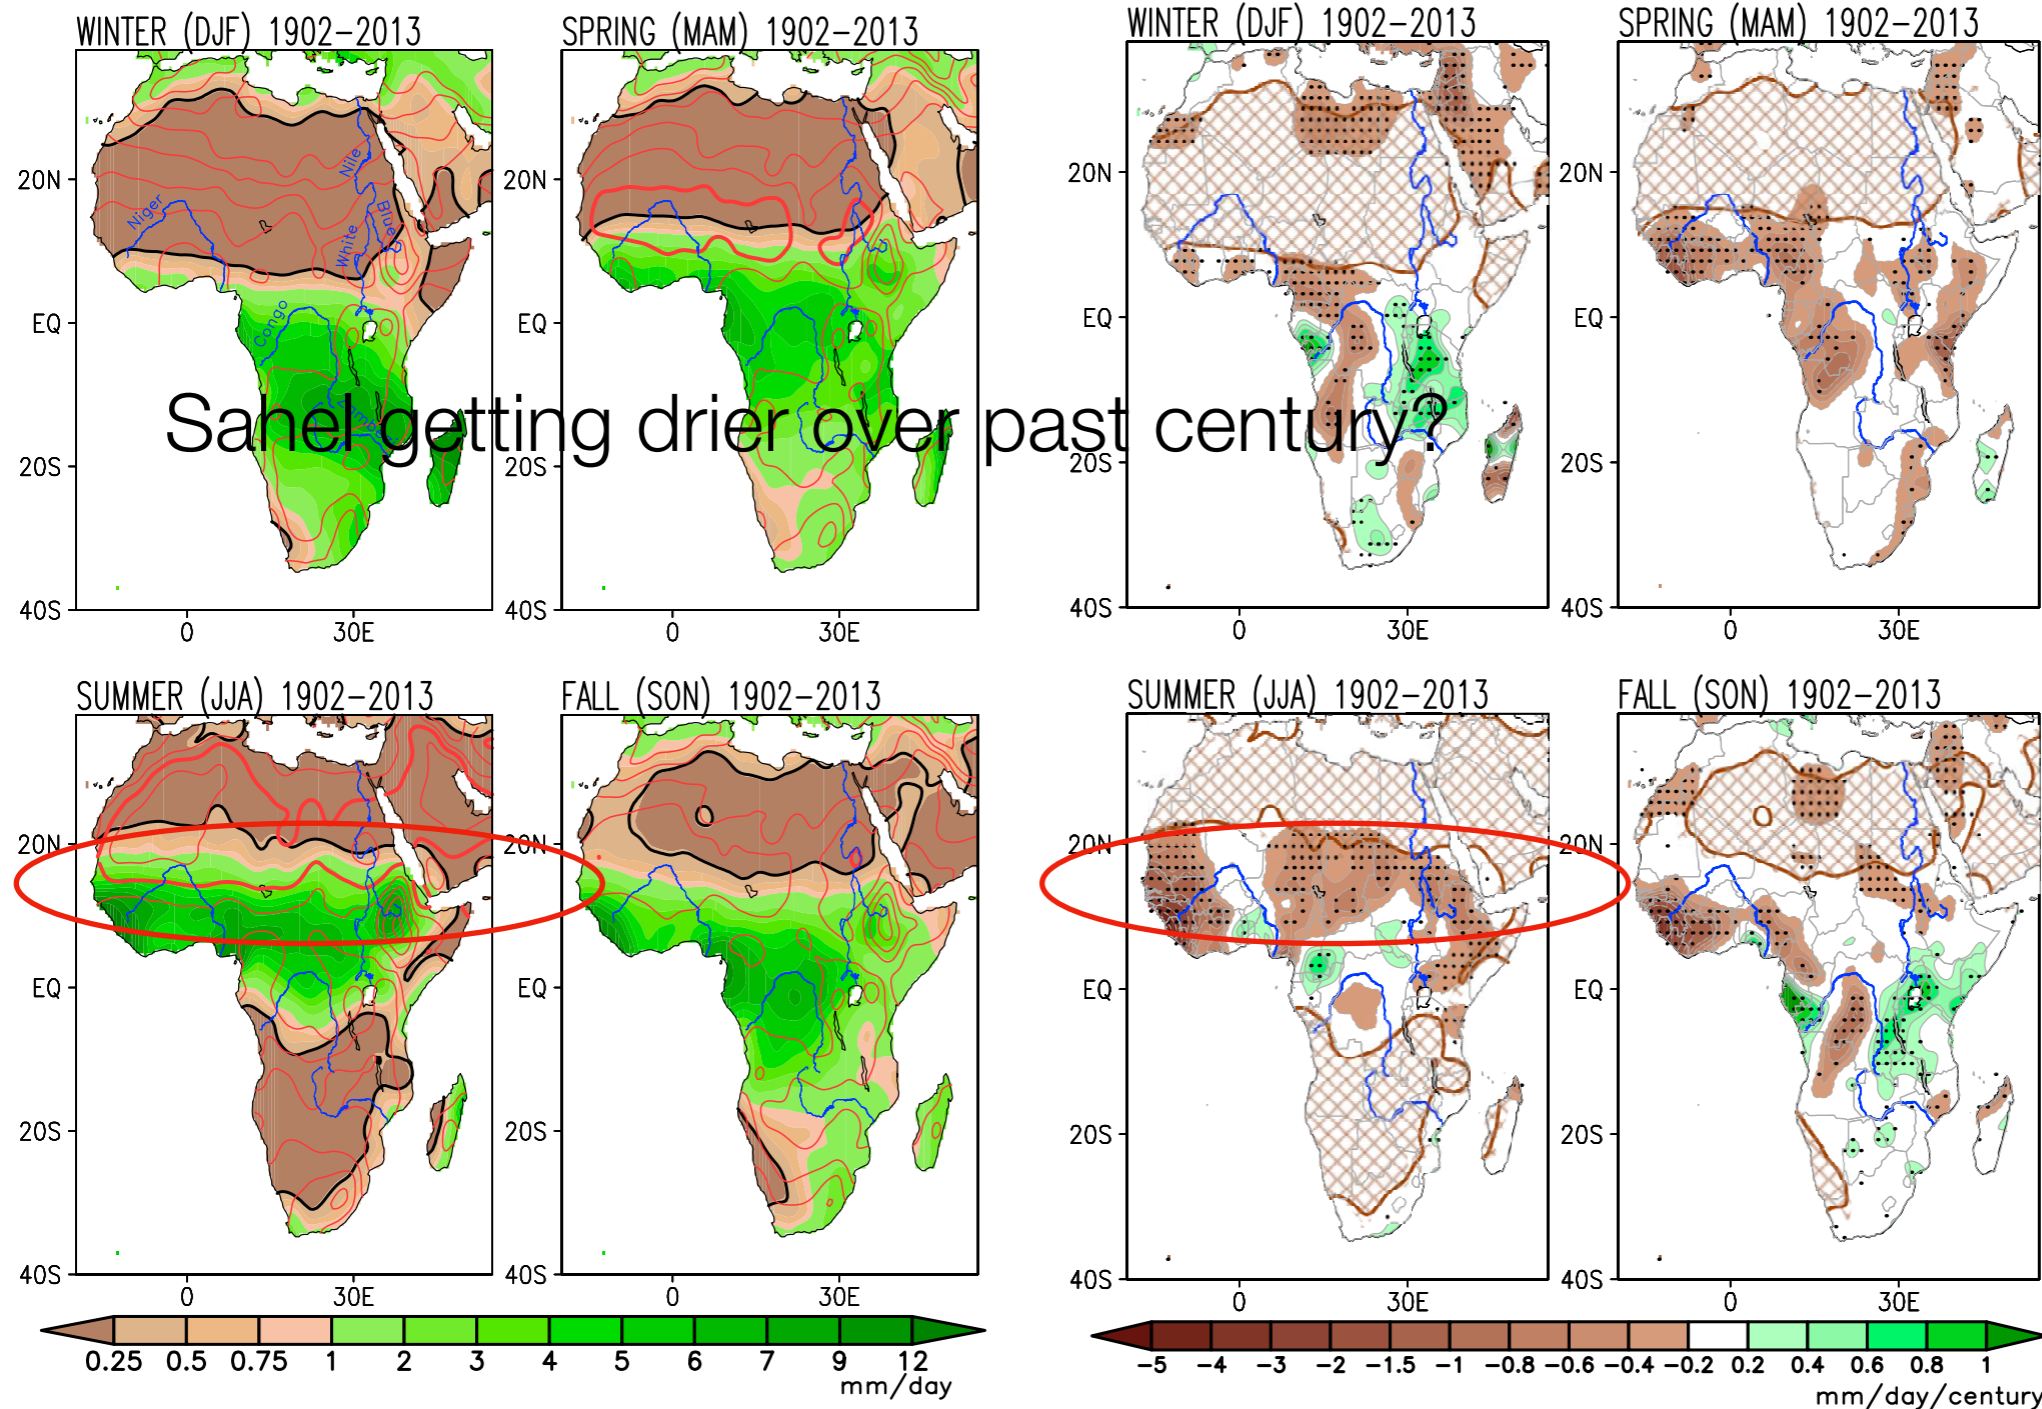 WINTER (DJF) 1902-2013
SPRING (MAM) 1902-2013
WINTER (DJF) 1902-2013
SPRING (MAM) 1902-2013
20N
EQ
20S
40S
0
30E
Niger
Nile
White
Blue
Congo
20N
EQ
20S
40S
0
30E
20N
EQ
20S
40S
0
30E
20N
EQ
20S
40S
0
30E
Sahel getting drier over past century?
SUMMER (JJA) 1902-2013
FALL (SON) 1902-2013
SUMMER (JJA) 1902-2013
FALL (SON) 1902-2013
20N
EQ
20S
40S
0
30E
20N
EQ
20S
40S
0
30E
20N
EQ
20S
40S
0
30E
20N
EQ
20S
40S
0
30E
0.25 0.5 0.75 1 2 3 4 5 6 7 9 12
mm/day
-5 -4 -3 -2 -1.5 -1 -0.8 -0.6 -0.4 -0.2 0.2 0.4 0.6 0.8 1
mm/day/century